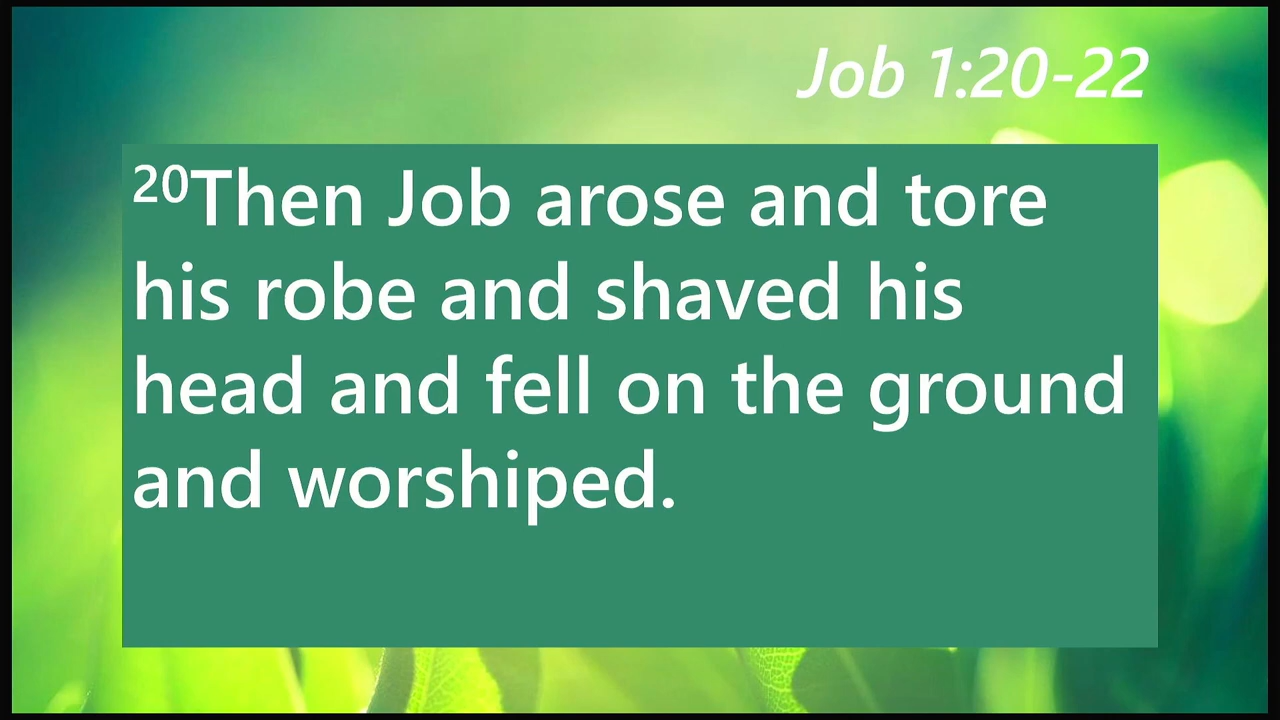 Job 1:20-22
20Then Job arose and tore
his robe and shaved his
head and fell on the ground
and worshiped.